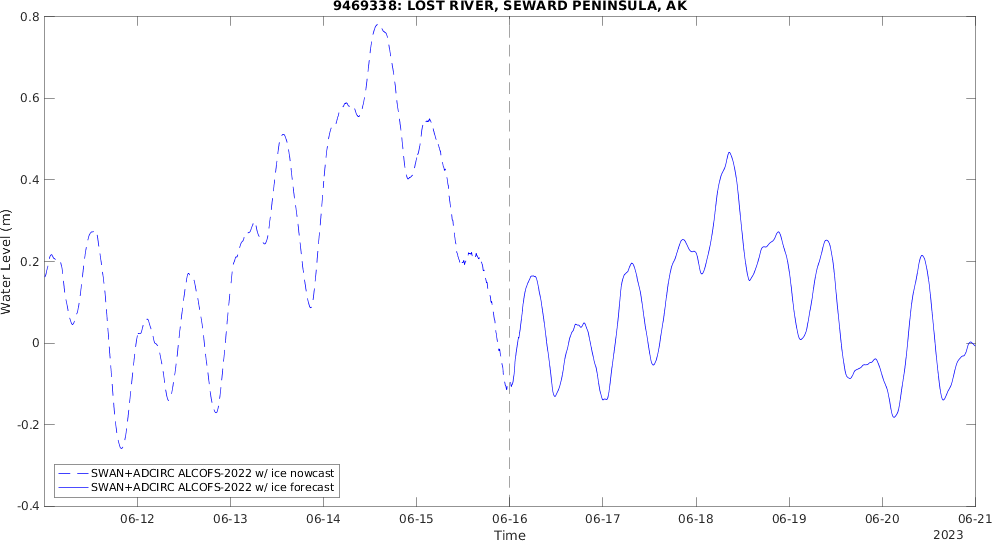 9469338: LOST RIVER, SEWARD PENINSULA, AK
0.8
0.6
0.4
0.2
0
-0.2
-0.4
Water Level (m)
SWAN+ADCIRC ALCOFS-2022 w/ ice nowcast
SWAN+ADCIRC ALCOFS-2022 w/ ice forecast
06-12 06-13 06-14 06-15 06-16 06-17 06-18 06-19 06-20 06-21
Time
2023